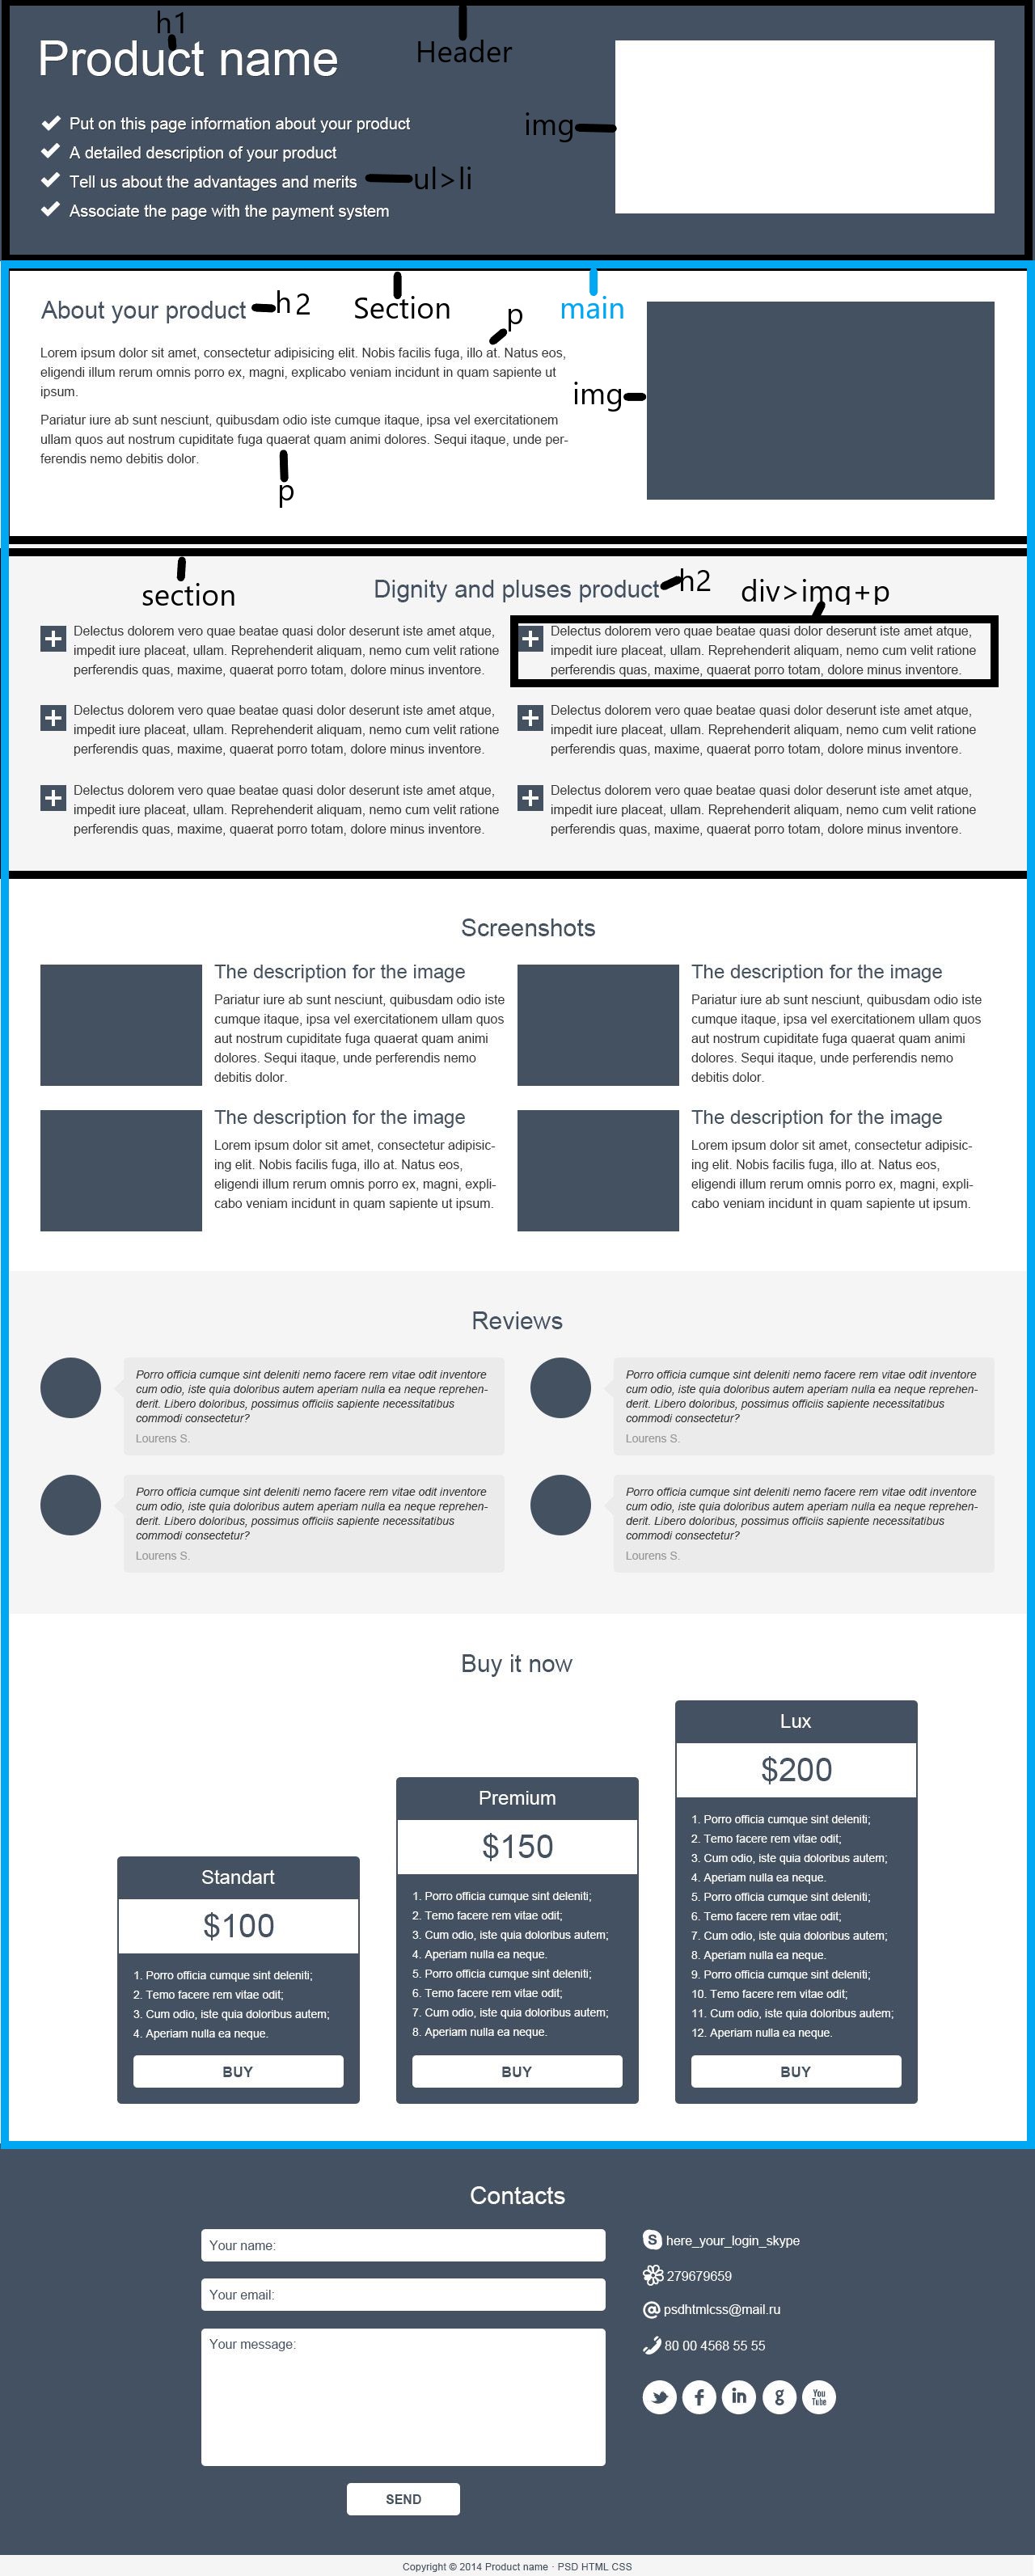 h1
Product name
Header
Put on this page information about your product
img
A detailed description of your product
Tell us about the advantages and merits
ul>li
Associate the page with the payment system
About your product
h2
Section
p
main
Lorem ipsum dolor sit amet, consectetur adipisicing elit. Nobis facilis fuga, illo at. Natus eos,
eligendi illum rerum omnis porro ex, magni, explicabo veniam incidunt in quam sapiente ut
ipsum.
img
Pariatur iure ab sunt nesciunt, quibusdam odio iste cumque itaque, ipsa vel exercitationem
ullam quos aut nostrum cupiditate fuga quaerat quam animi dolores. Sequi itaque, unde per-
ferendis nemo debitis dolor.
p
section
Dignity and pluses product
h2
div>img+p
Delectus dolorem vero quae beatae quasi dolor deserunt iste amet atque,
impedit iure placeat, ullam. Reprehenderit aliquam, nemo cum velit ratione
perferendis quas, maxime, quaerat porro totam, dolore minus inventore.
Delectus dolorem vero quae beatae quasi dolor deserunt iste amet atque,
impedit iure placeat, ullam. Reprehenderit aliquam, nemo cum velit ratione
perferendis quas, maxime, quaerat porro totam, dolore minus inventore.
Delectus dolorem vero quae beatae quasi dolor deserunt iste amet atque,
impedit iure placeat, ullam. Reprehenderit aliquam, nemo cum velit ratione
perferendis quas, maxime, quaerat porro totam, dolore minus inventore.
Delectus dolorem vero quae beatae quasi dolor deserunt iste amet atque,
impedit iure placeat, ullam. Reprehenderit aliquam, nemo cum velit ratione
perferendis quas, maxime, quaerat porro totam, dolore minus inventore.
Delectus dolorem vero quae beatae quasi dolor deserunt iste amet atque,
impedit iure placeat, ullam. Reprehenderit aliquam, nemo cum velit ratione
perferendis quas, maxime, quaerat porro totam, dolore minus inventore.
Delectus dolorem vero quae beatae quasi dolor deserunt iste amet atque,
impedit iure placeat, ullam. Reprehenderit aliquam, nemo cum velit ratione
perferendis quas, maxime, quaerat porro totam, dolore minus inventore.
Screenshots
The description for the image
Pariatur iure ab sunt nesciunt, quibusdam odio iste
cumque itaque, ipsa vel exercitationem ullam quos
aut nostrum cupiditate fuga quaerat quam animi
dolores. Sequi itaque, unde perferendis nemo
debitis dolor.
The description for the image
Pariatur iure ab sunt nesciunt, quibusdam odio iste
cumque itaque, ipsa vel exercitationem ullam quos
aut nostrum cupiditate fuga quaerat quam animi
dolores. Sequi itaque, unde perferendis nemo
debitis dolor.
The description for the image
Lorem ipsum dolor sit amet, consectetur adipisic-
ing elit. Nobis facilis fuga, illo at. Natus eos,
eligendi illum rerum omnis porro ex, magni, expli-
cabo veniam incidunt in quam sapiente ut ipsum.
The description for the image
Lorem ipsum dolor sit amet, consectetur adipisic-
ing elit. Nobis facilis fuga, illo at. Natus eos,
eligendi illum rerum omnis porro ex, magni, expli-
cabo veniam incidunt in quam sapiente ut ipsum.
Reviews
Porro officia cumque sint deleniti nemo facere rem vitae odit inventore
cum odio, iste quia doloribus autem aperiam nulla ea neque reprehen-
derit. Libero doloribus, possimus officiis sapiente necessitatibus
commodi consectetur?
Lourens S.
Porro officia cumque sint deleniti nemo facere rem vitae odit inventore
cum odio, iste quia doloribus autem aperiam nulla ea neque reprehen-
derit. Libero doloribus, possimus officiis sapiente necessitatibus
commodi consectetur?
Lourens S.
Porro officia cumque sint deleniti nemo facere rem vitae odit inventore
cum odio, iste quia doloribus autem aperiam nulla ea neque reprehen-
derit. Libero doloribus, possimus officiis sapiente necessitatibus
commodi consectetur?
Lourens S.
Porro officia cumque sint deleniti nemo facere rem vitae odit inventore
cum odio, iste quia doloribus autem aperiam nulla ea neque reprehen-
derit. Libero doloribus, possimus officiis sapiente necessitatibus
commodi consectetur?
Lourens S.
Buy it now
Standart
$100
1. Porro officia cumque sint deleniti;
2. Temo facere rem vitae odit;
3. Cum odio, iste quia doloribus autem;
4. Aperiam nulla ea neque.
BUY
Premium
$150
1. Porro officia cumque sint deleniti;
2. Temo facere rem vitae odit;
3. Cum odio, iste quia doloribus autem;
4. Aperiam nulla ea neque.
5. Porro officia cumque sint deleniti;
6. Temo facere rem vitae odit;
7. Cum odio, iste quia doloribus autem;
8. Aperiam nulla ea neque.
BUY
Lux
$200
1. Porro officia cumque sint deleniti;
2. Temo facere rem vitae odit;
3. Cum odio, iste quia doloribus autem;
4. Aperiam nulla ea neque.
5. Porro officia cumque sint deleniti;
6. Temo facere rem vitae odit;
7. Cum odio, iste quia doloribus autem;
8. Aperiam nulla ea neque.
9. Porro officia cumque sint deleniti;
10. Temo facere rem vitae odit;
11. Cum odio, iste quia doloribus autem;
12. Aperiam nulla ea neque.
BUY
Contacts
Your name:
Your email:
Your message:
SEND
here_your_login_skype
279679659
psdhtmlcss@mail.ru
80 00 4568 55 55
in
g
You
Tube
Copyright © 2014 Product name · PSD HTML CSS